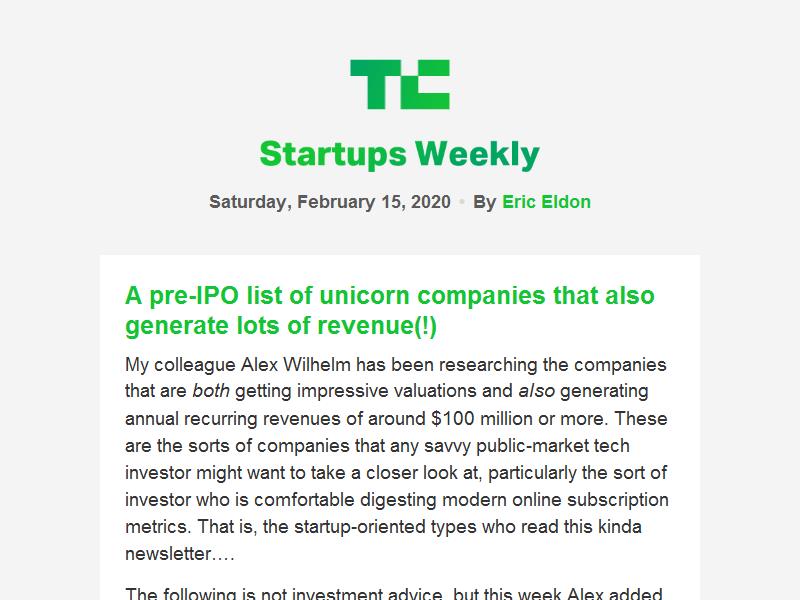 TC
Startups Weekly
Saturday, February 15, 2020 • By Eric Eldon
A pre-IPO list of unicorn companies that also
generate lots of revenue(!)
My colleague Alex Wilhelm has been researching the companies
that are both getting impressive valuations and also generating
annual recurring revenues of around $100 million or more. These
are the sorts of companies that any savvy public-market tech
investor might want to take a closer look at, particularly the sort of
investor who is comfortable digesting modern online subscription
metrics. That is, the startup-oriented types who read this kinda
newsletter….
The following is not investment advice, but this week Alex added